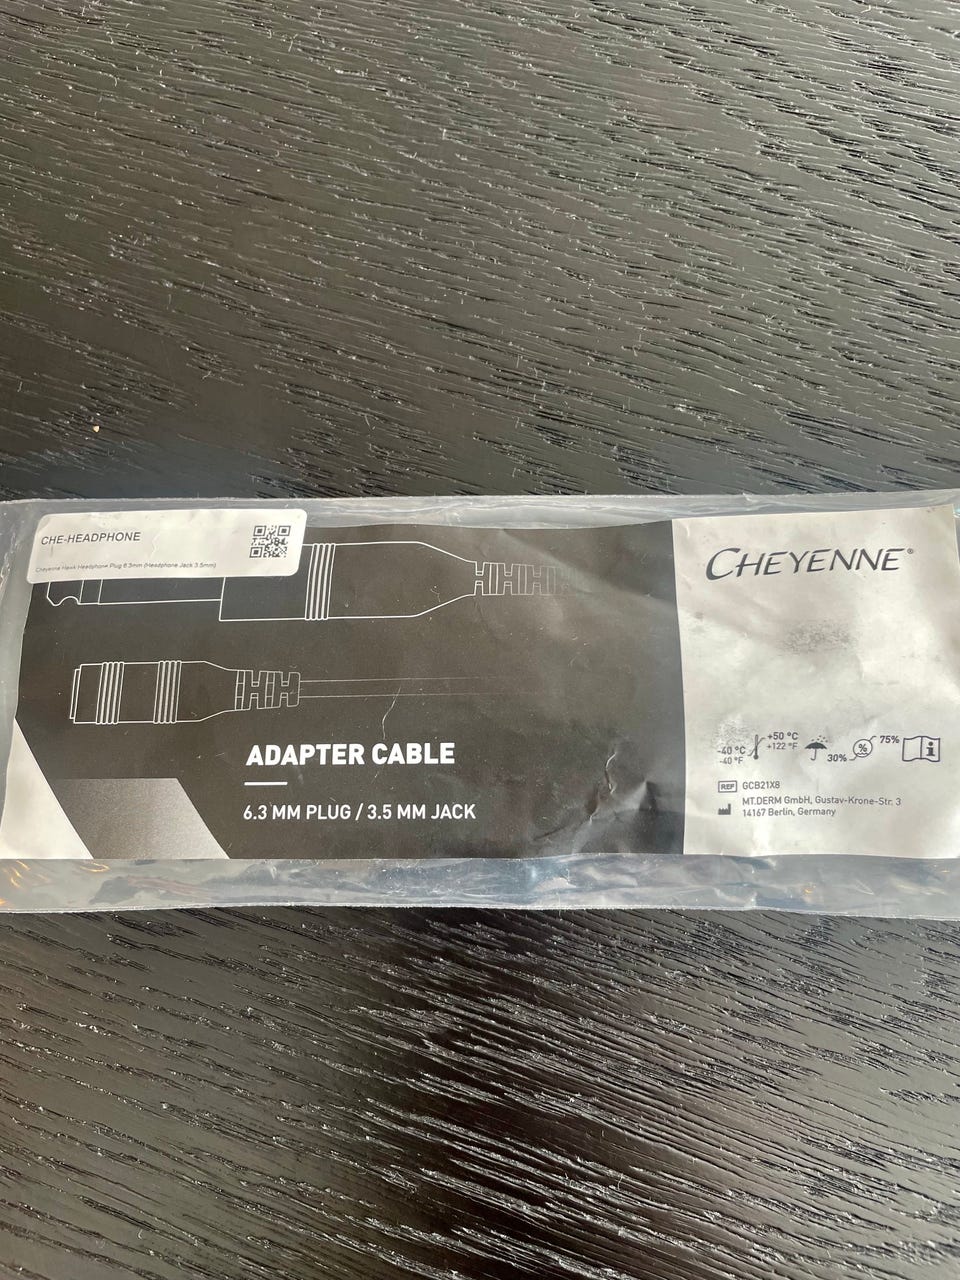 CHE-HEADPHONE
Cheyenne Hawk Headphone Plug 6.3mm (Headphone Jack 3.5mm)
CHEYENNE®
ADAPTER CABLE
6.3 MM PLUG / 3.5 MM JACK
-40 °C
-40 °F
+50 °C
+122 °F
30%
%
75%
i
REF GCB21X8
MT.DERM GmbH, Gustav-Krone-Str. 3
14167 Berlin, Germany